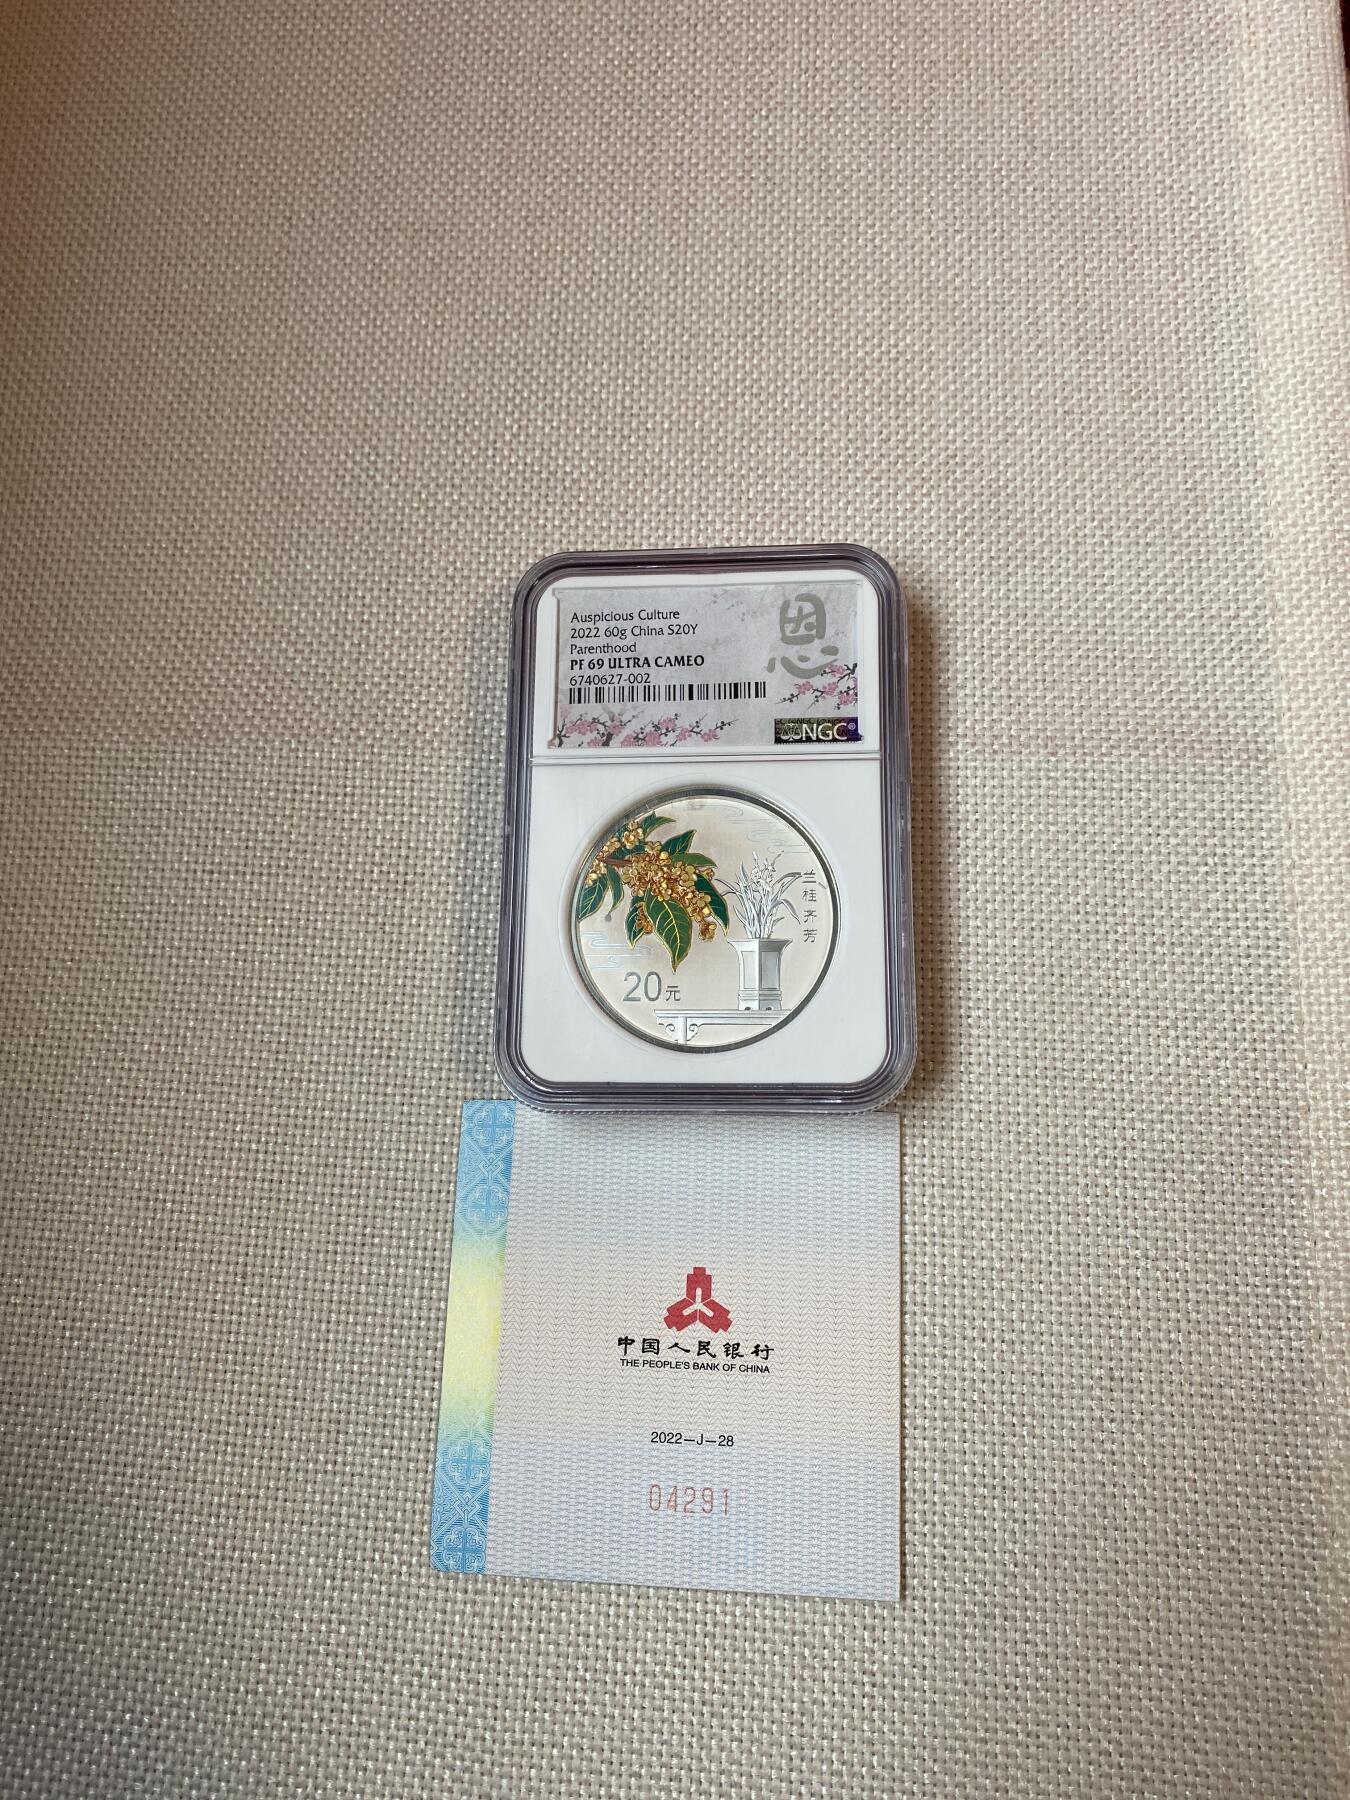 Auspicious Culture
2022 60g China S20Y
Parenthood
PF 69 ULTRA CAMEO
6740627-002
恩
NGC®
兰桂齐芳
20元
中国人民银行
THE PEOPLE'S BANK OF CHINA
2022—J—28
04291